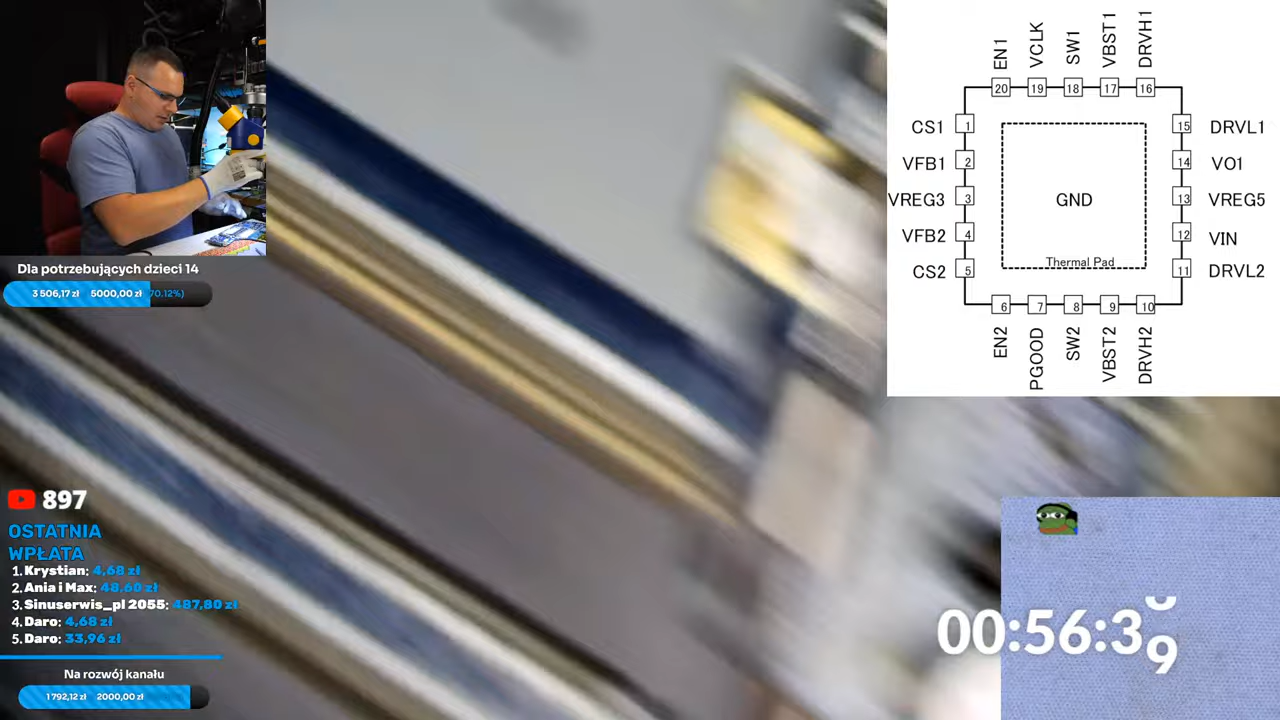 Dla potrzebujących dzieci 14
3 506,17 zł 5000,00 zł (70.12%)
897
OSTATNIA
WPŁATA
1. Krystian: 4,68 zł
2. Ania i Max: 48,60 zł
3. Sinuserwis_pl 2055: 487,80 zł
4. Daro: 4,68 zł
5. Daro: 33,96 zł
Na rozwój kanału
1 792,12 zł 2000,00 zł
EN1 VCLK SW1 VBST1 DRVH1
20 19 18 17 16
CS1 1 15 DRVL1
VFB1 2 14 VO1
VREG3 3 GND 13 VREG5
VFB2 4 12 VIN
CS2 5 Thermal Pad 11 DRVL2
6 7 8 9 10
EN2 PGOOD SW2 VBST2 DRVH2
00:56:39